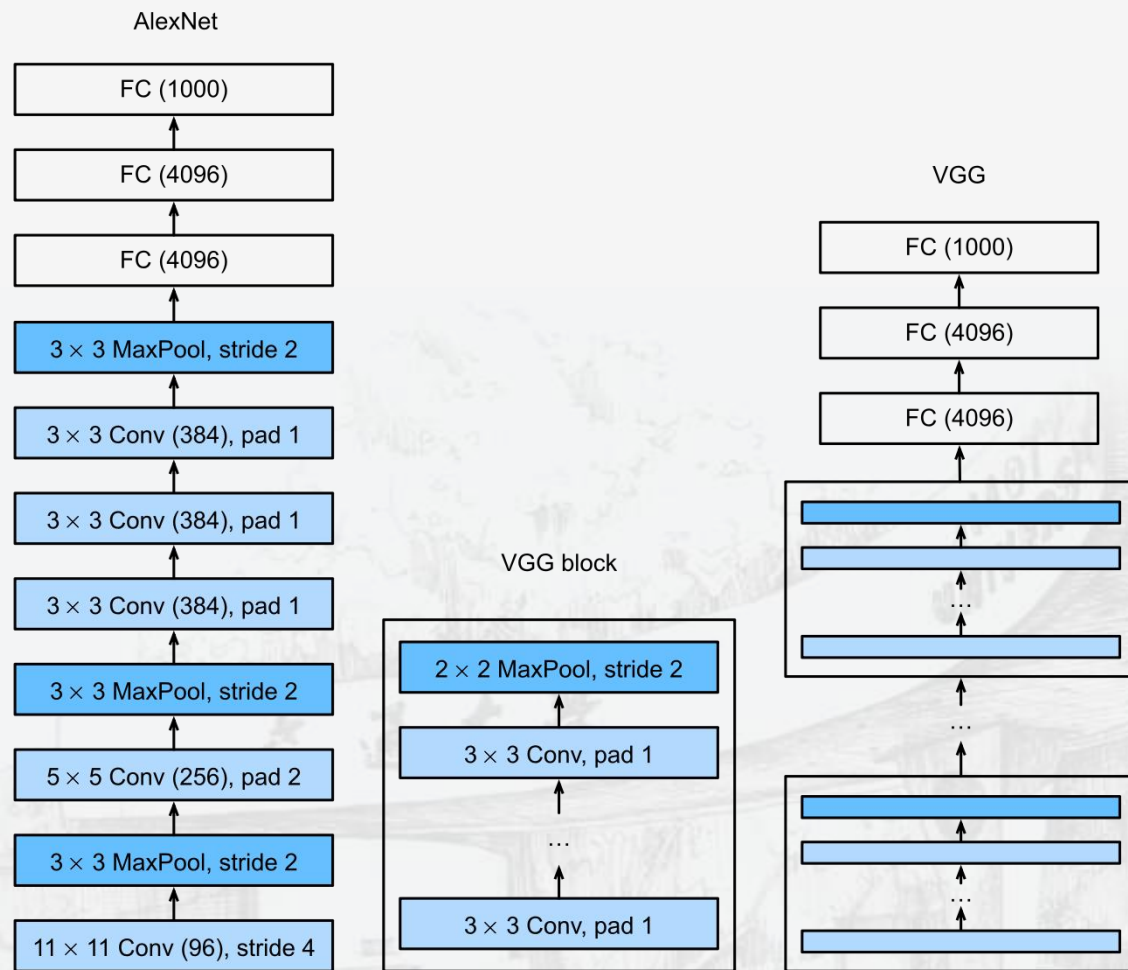 AlexNet
FC (1000)
FC (4096)
FC (4096)
3 × 3 MaxPool, stride 2
3 × 3 Conv (384), pad 1
3 × 3 Conv (384), pad 1
3 × 3 Conv (384), pad 1
3 × 3 MaxPool, stride 2
5 × 5 Conv (256), pad 2
3 × 3 MaxPool, stride 2
11 × 11 Conv (96), stride 4
VGG block
2 × 2 MaxPool, stride 2
3 × 3 Conv, pad 1
...
3 × 3 Conv, pad 1
VGG
FC (1000)
FC (4096)
FC (4096)
...
...
...